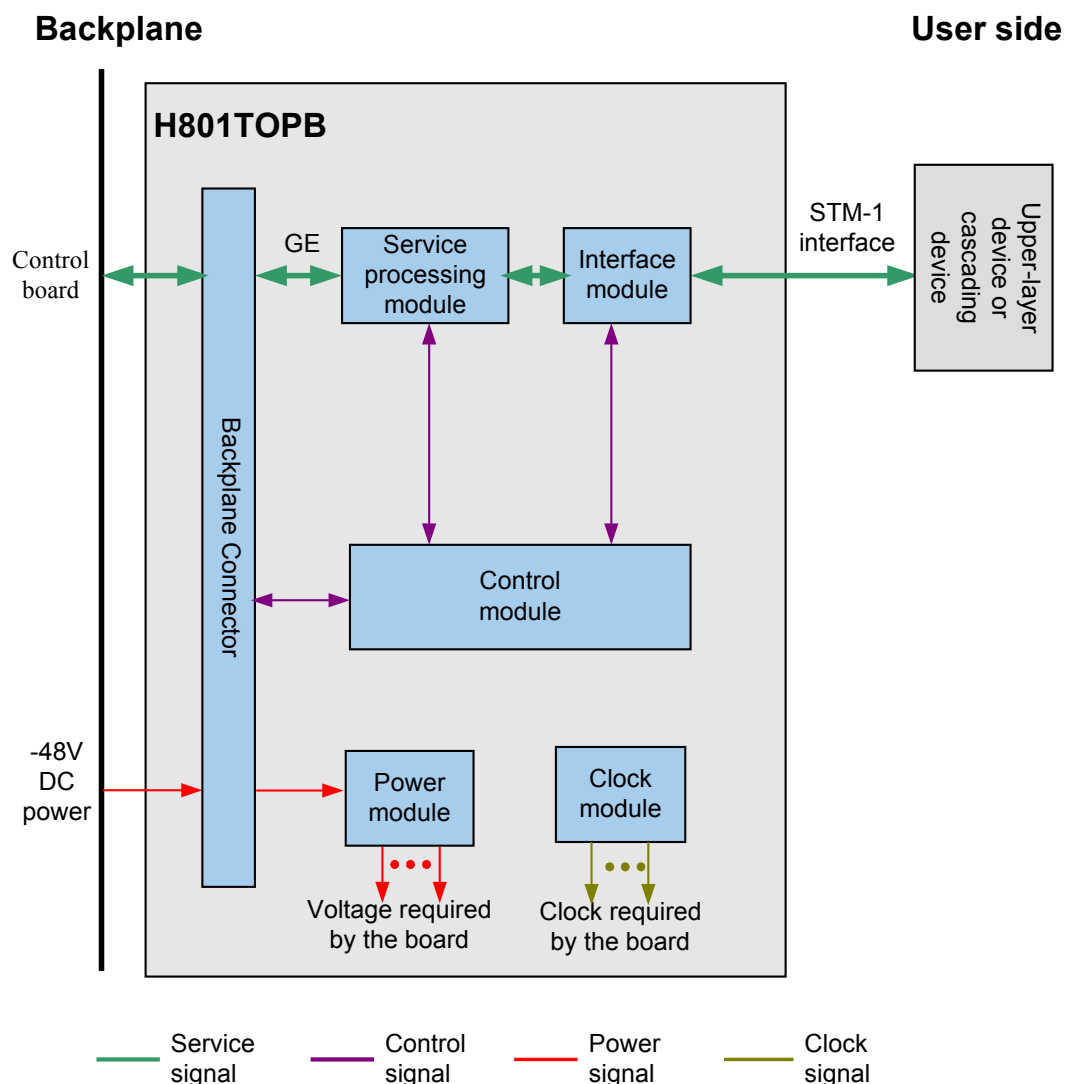 Backplane
User side
H801TOPB
Control
board
GE
Service
processing
module
Interface
module
STM-1
interface
Upper-layer
device or
cascading
device
Backplane Connector
Control
module
-48V
DC
power
Power
module
Clock
module
Voltage required
by the board
Clock required
by the board
Service
signal
Control
signal
Power
signal
Clock
signal